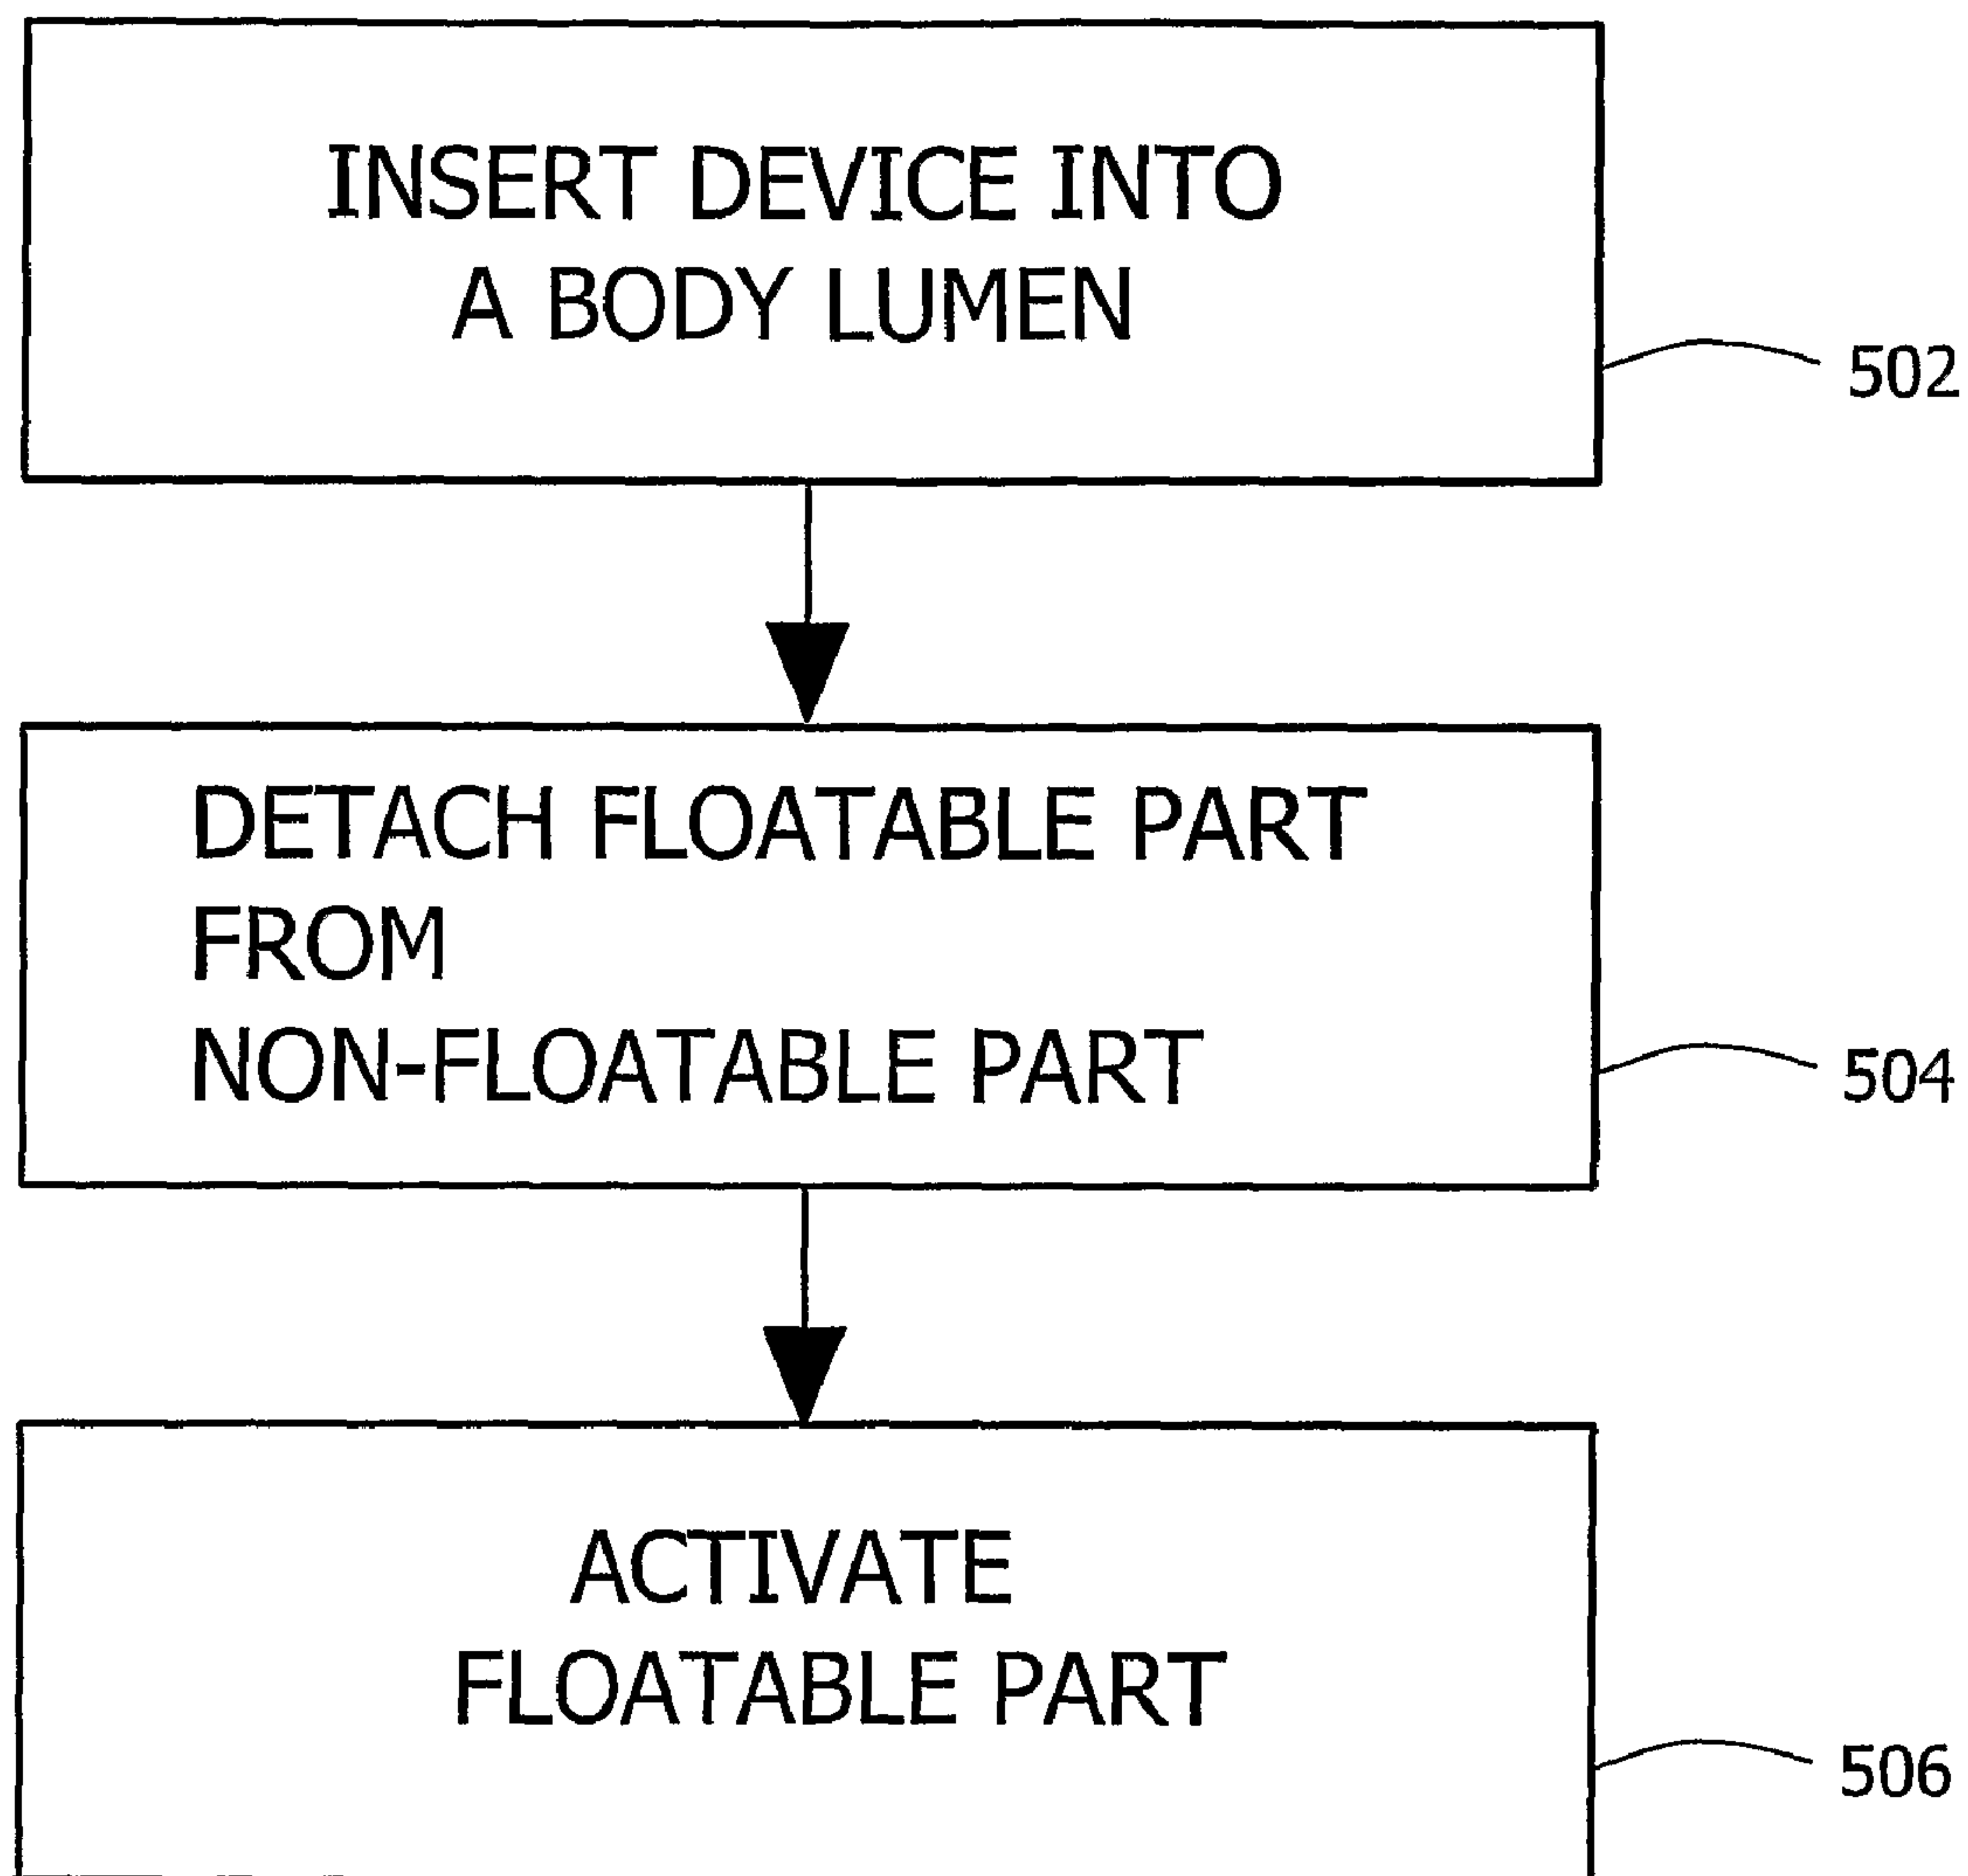 INSERT DEVICE INTO
A BODY LUMEN
502
DETACH FLOATABLE PART
FROM
NON-FLOATABLE PART
504
ACTIVATE
FLOATABLE PART
506